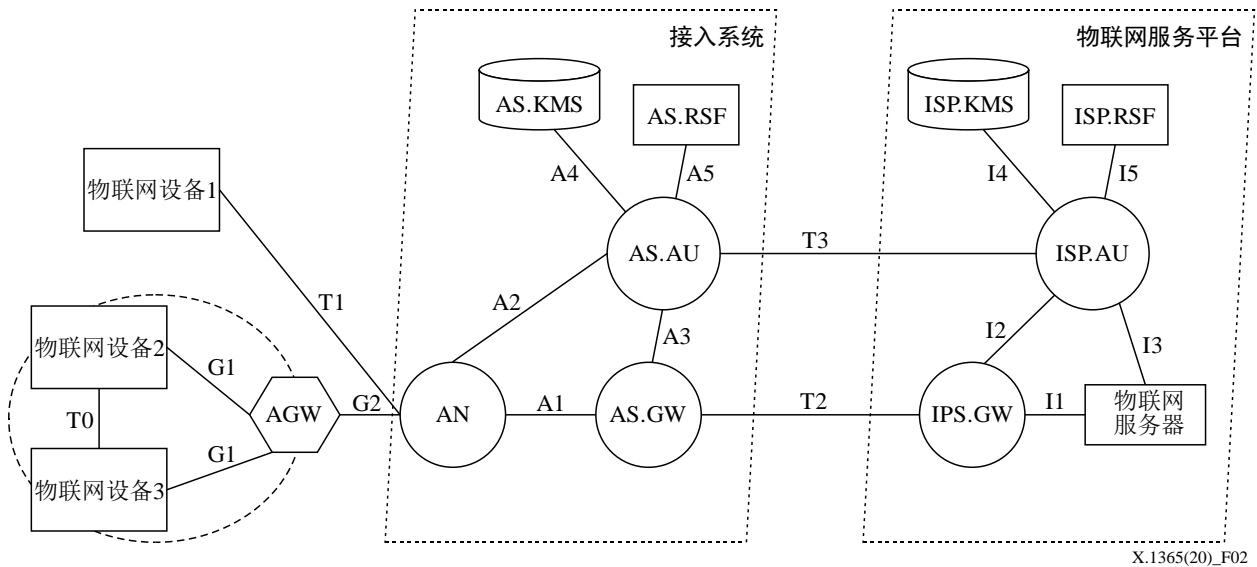 接入系统
物联网服务平台
AS.KMS
AS.RSF
ISP.KMS
ISP.RSF
A4
A5
I4
I5
物联网设备1
AS.AU
T3
ISP.AU
T1
A2
A3
I2
I3
物联网设备2
G1
T0
AGW
G2
AN
A1
AS.GW
T2
IPS.GW
I1
物联网
服务器
G1
物联网设备3
X.1365(20)_F02